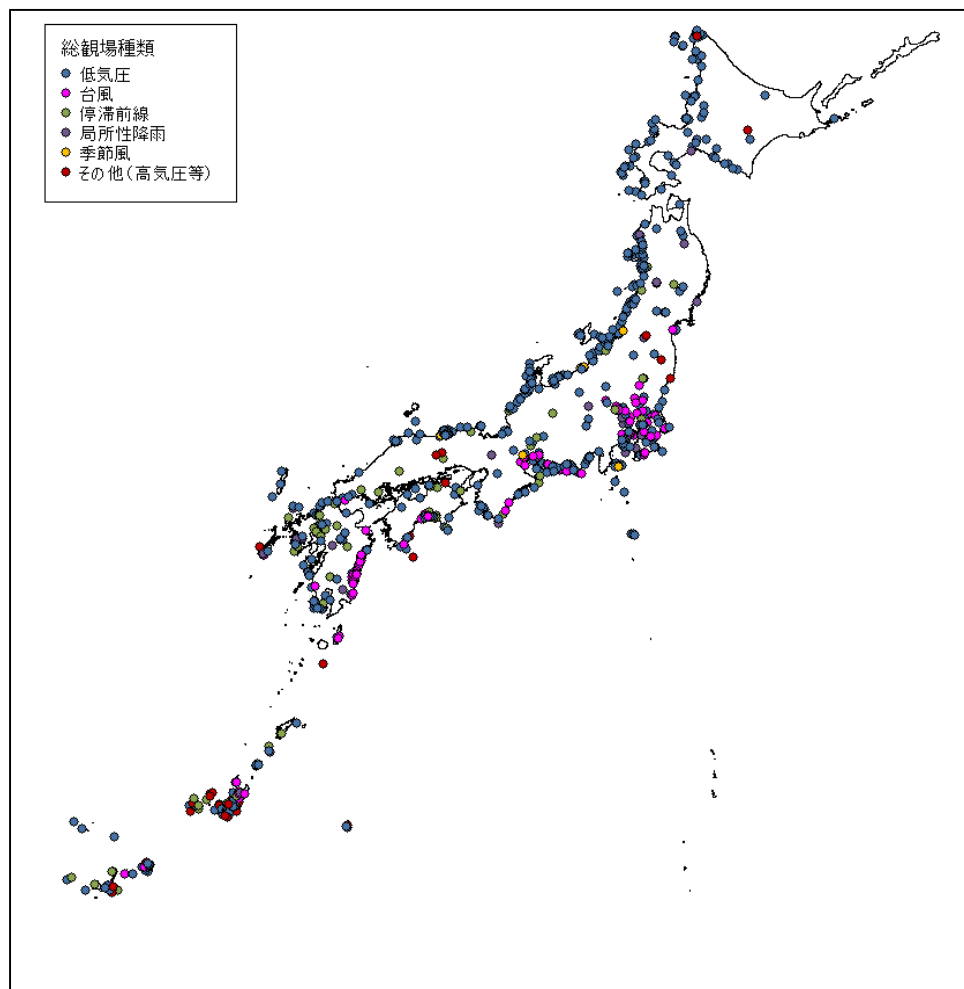 総観場種類
低気圧
台風
停滞前線
局所性降雨
季節風
その他(高気圧等)